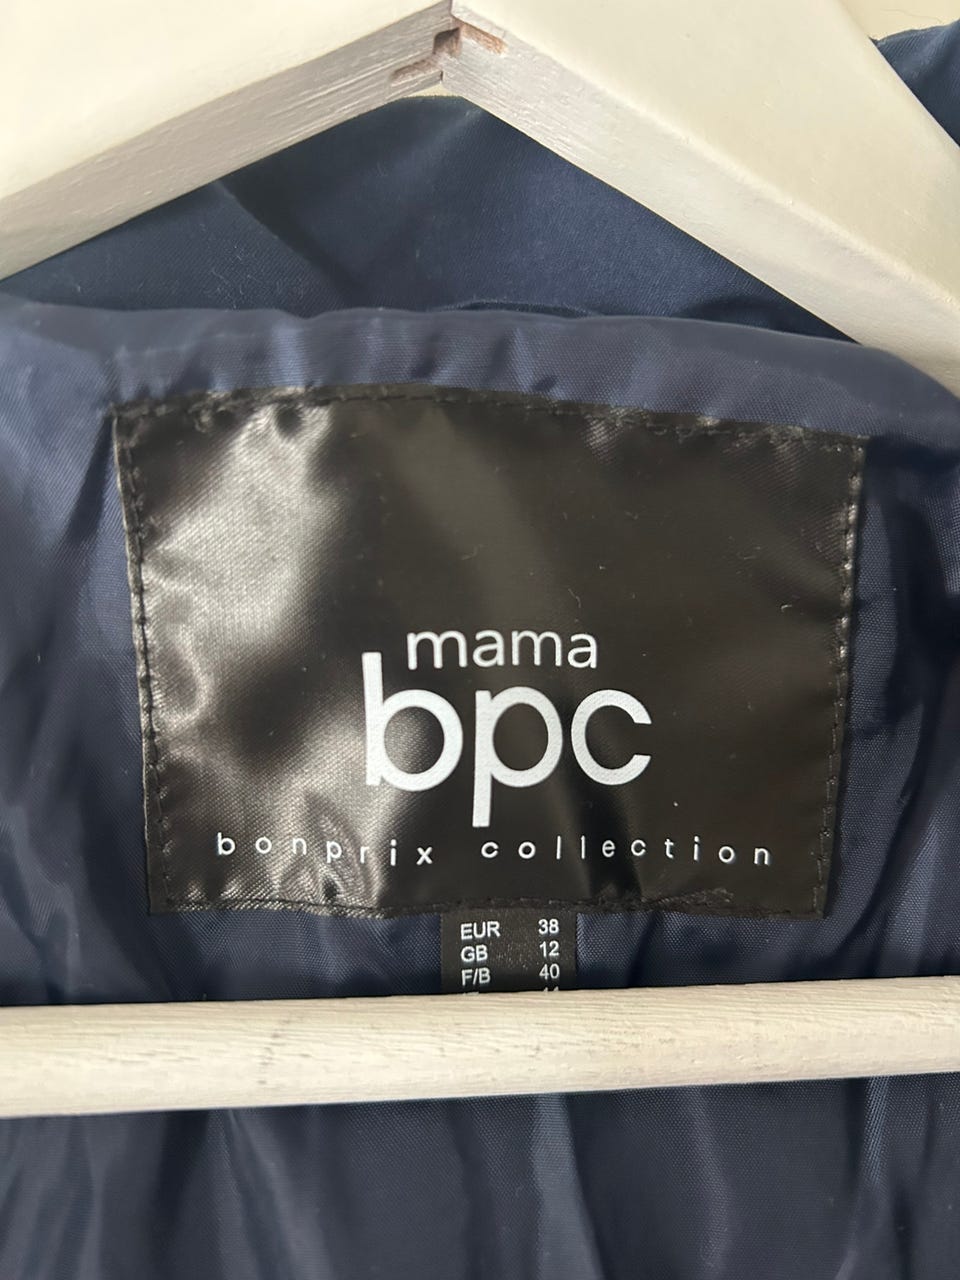 mama
bpc
bonprix collection
EUR 38
GB 12
F/B 40